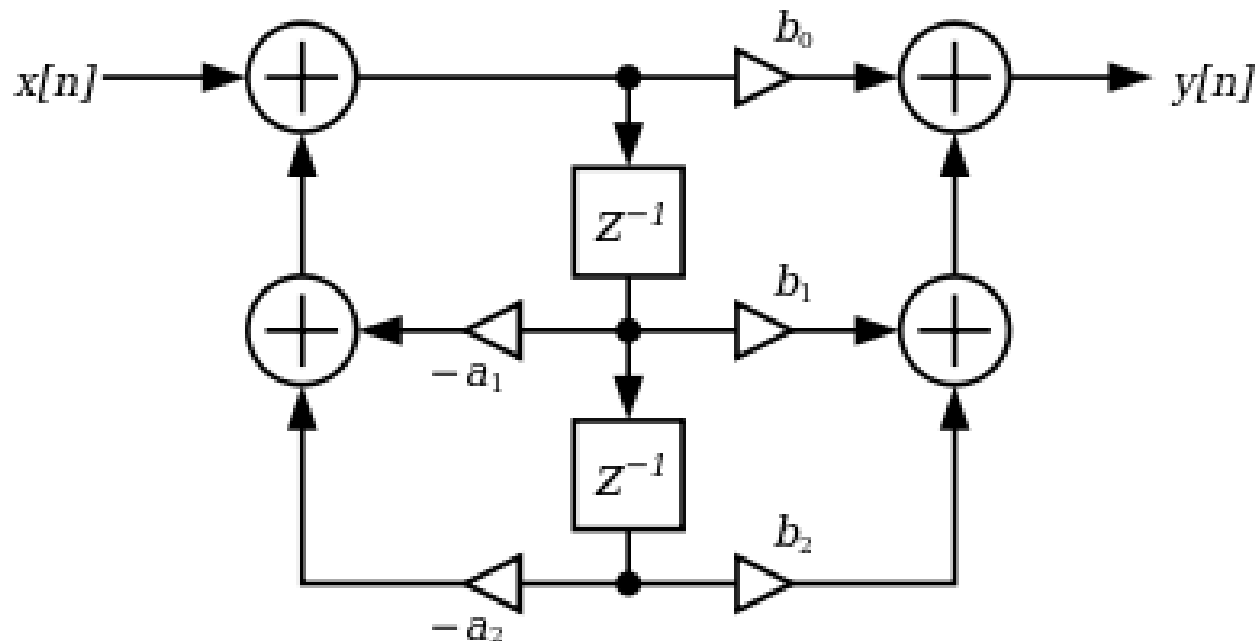 b₀
x[n]
y[n]
Z⁻¹
b₁
−a₁
Z⁻¹
b₂
−a₂